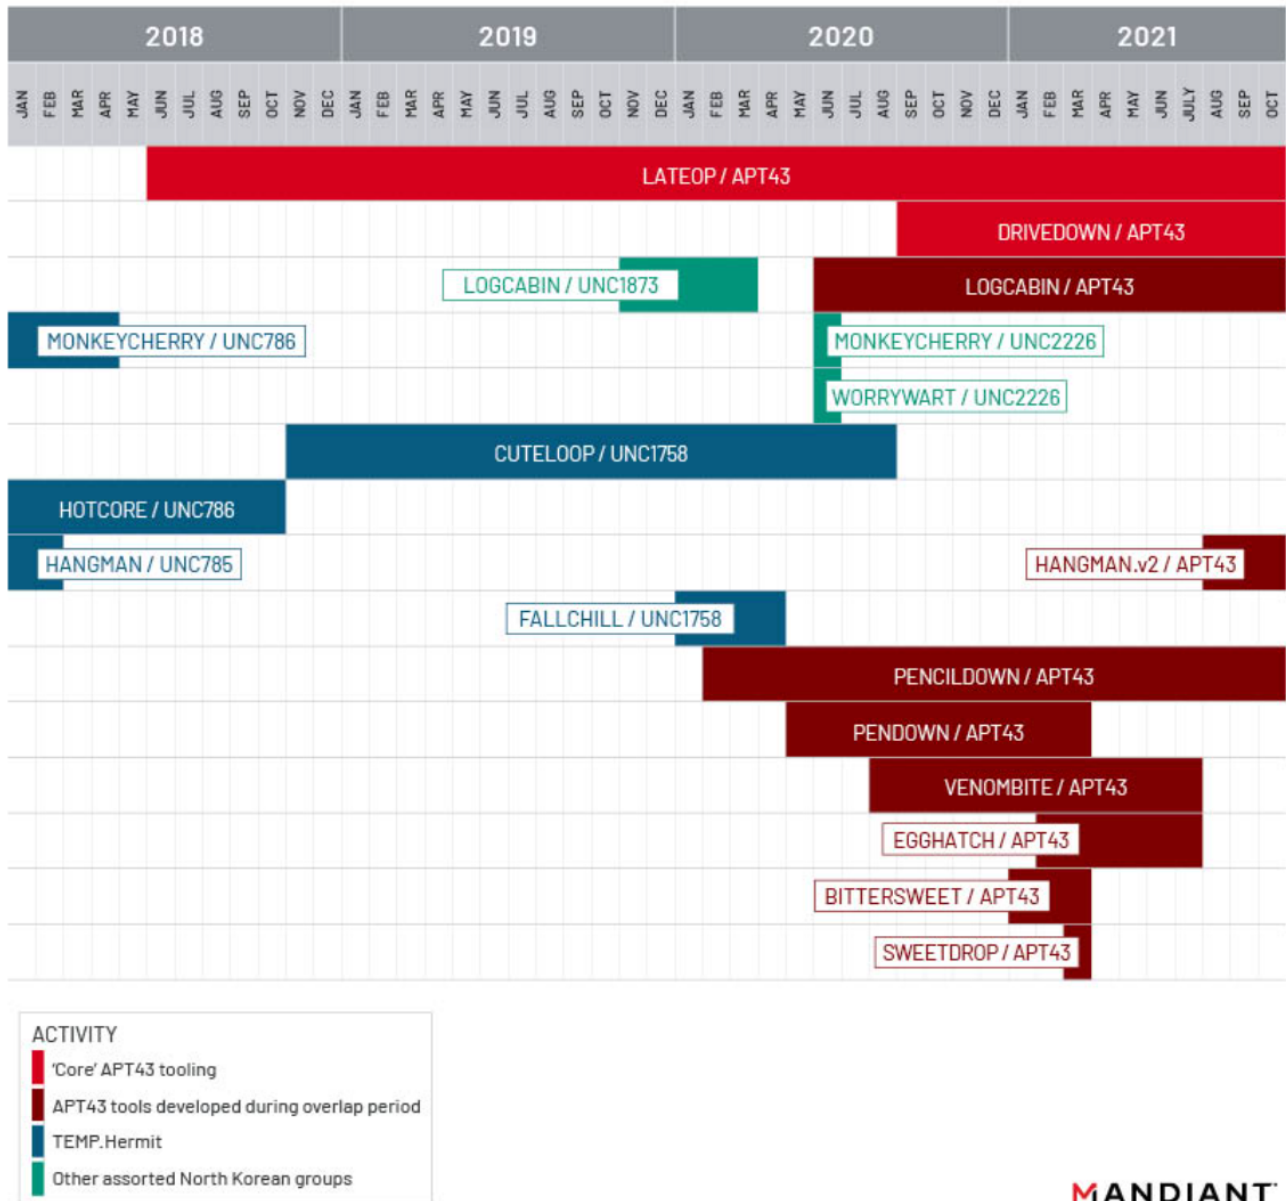 2018 2019 2020 2021
JAN FEB MAR APR MAY JUN JUL AUG SEP OCT NOV DEC JAN FEB MAR APR MAY JUN JUL AUG SEP OCT NOV DEC JAN FEB MAR APR MAY JUN JUL AUG SEP OCT NOV DEC JAN FEB MAR APR MAY JUN JULY AUG SEP OCT
LATEOP / APT43
DRIVEDOWN / APT43
LOGCABIN / UNC1873 LOGCABIN / APT43
MONKEYCHERRY / UNC786 MONKEYCHERRY / UNC2226
WORRYWART / UNC2226
CUTELOOP / UNC1758
HOTCORE / UNC786
HANGMAN / UNC785 HANGMAN.v2 / APT43
FALLCHILL / UNC1758
PENCILDOWN / APT43
PENDOWN / APT43
VENOMBITE / APT43
EGGHATCH / APT43
BITTERSWEET / APT43
SWEETDROP / APT43
ACTIVITY
'Core' APT43 tooling
APT43 tools developed during overlap period
TEMP.Hermit
Other assorted North Korean groups
MANDIANT